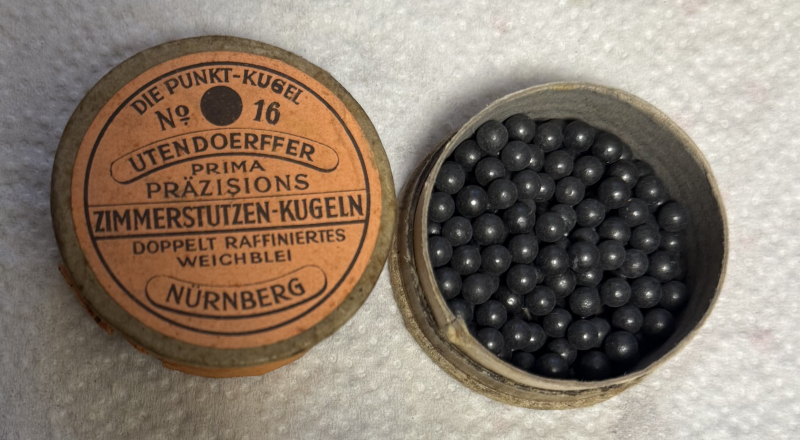 DIE PUNKT-KUGEL
No 16
UTENDOERFFER
PRIMA
PRÄZISIONS
ZIMMERSTUTZEN-KUGELN
DOPPELT RAFFINIERTES
WEICHBLEI
NÜRNBERG